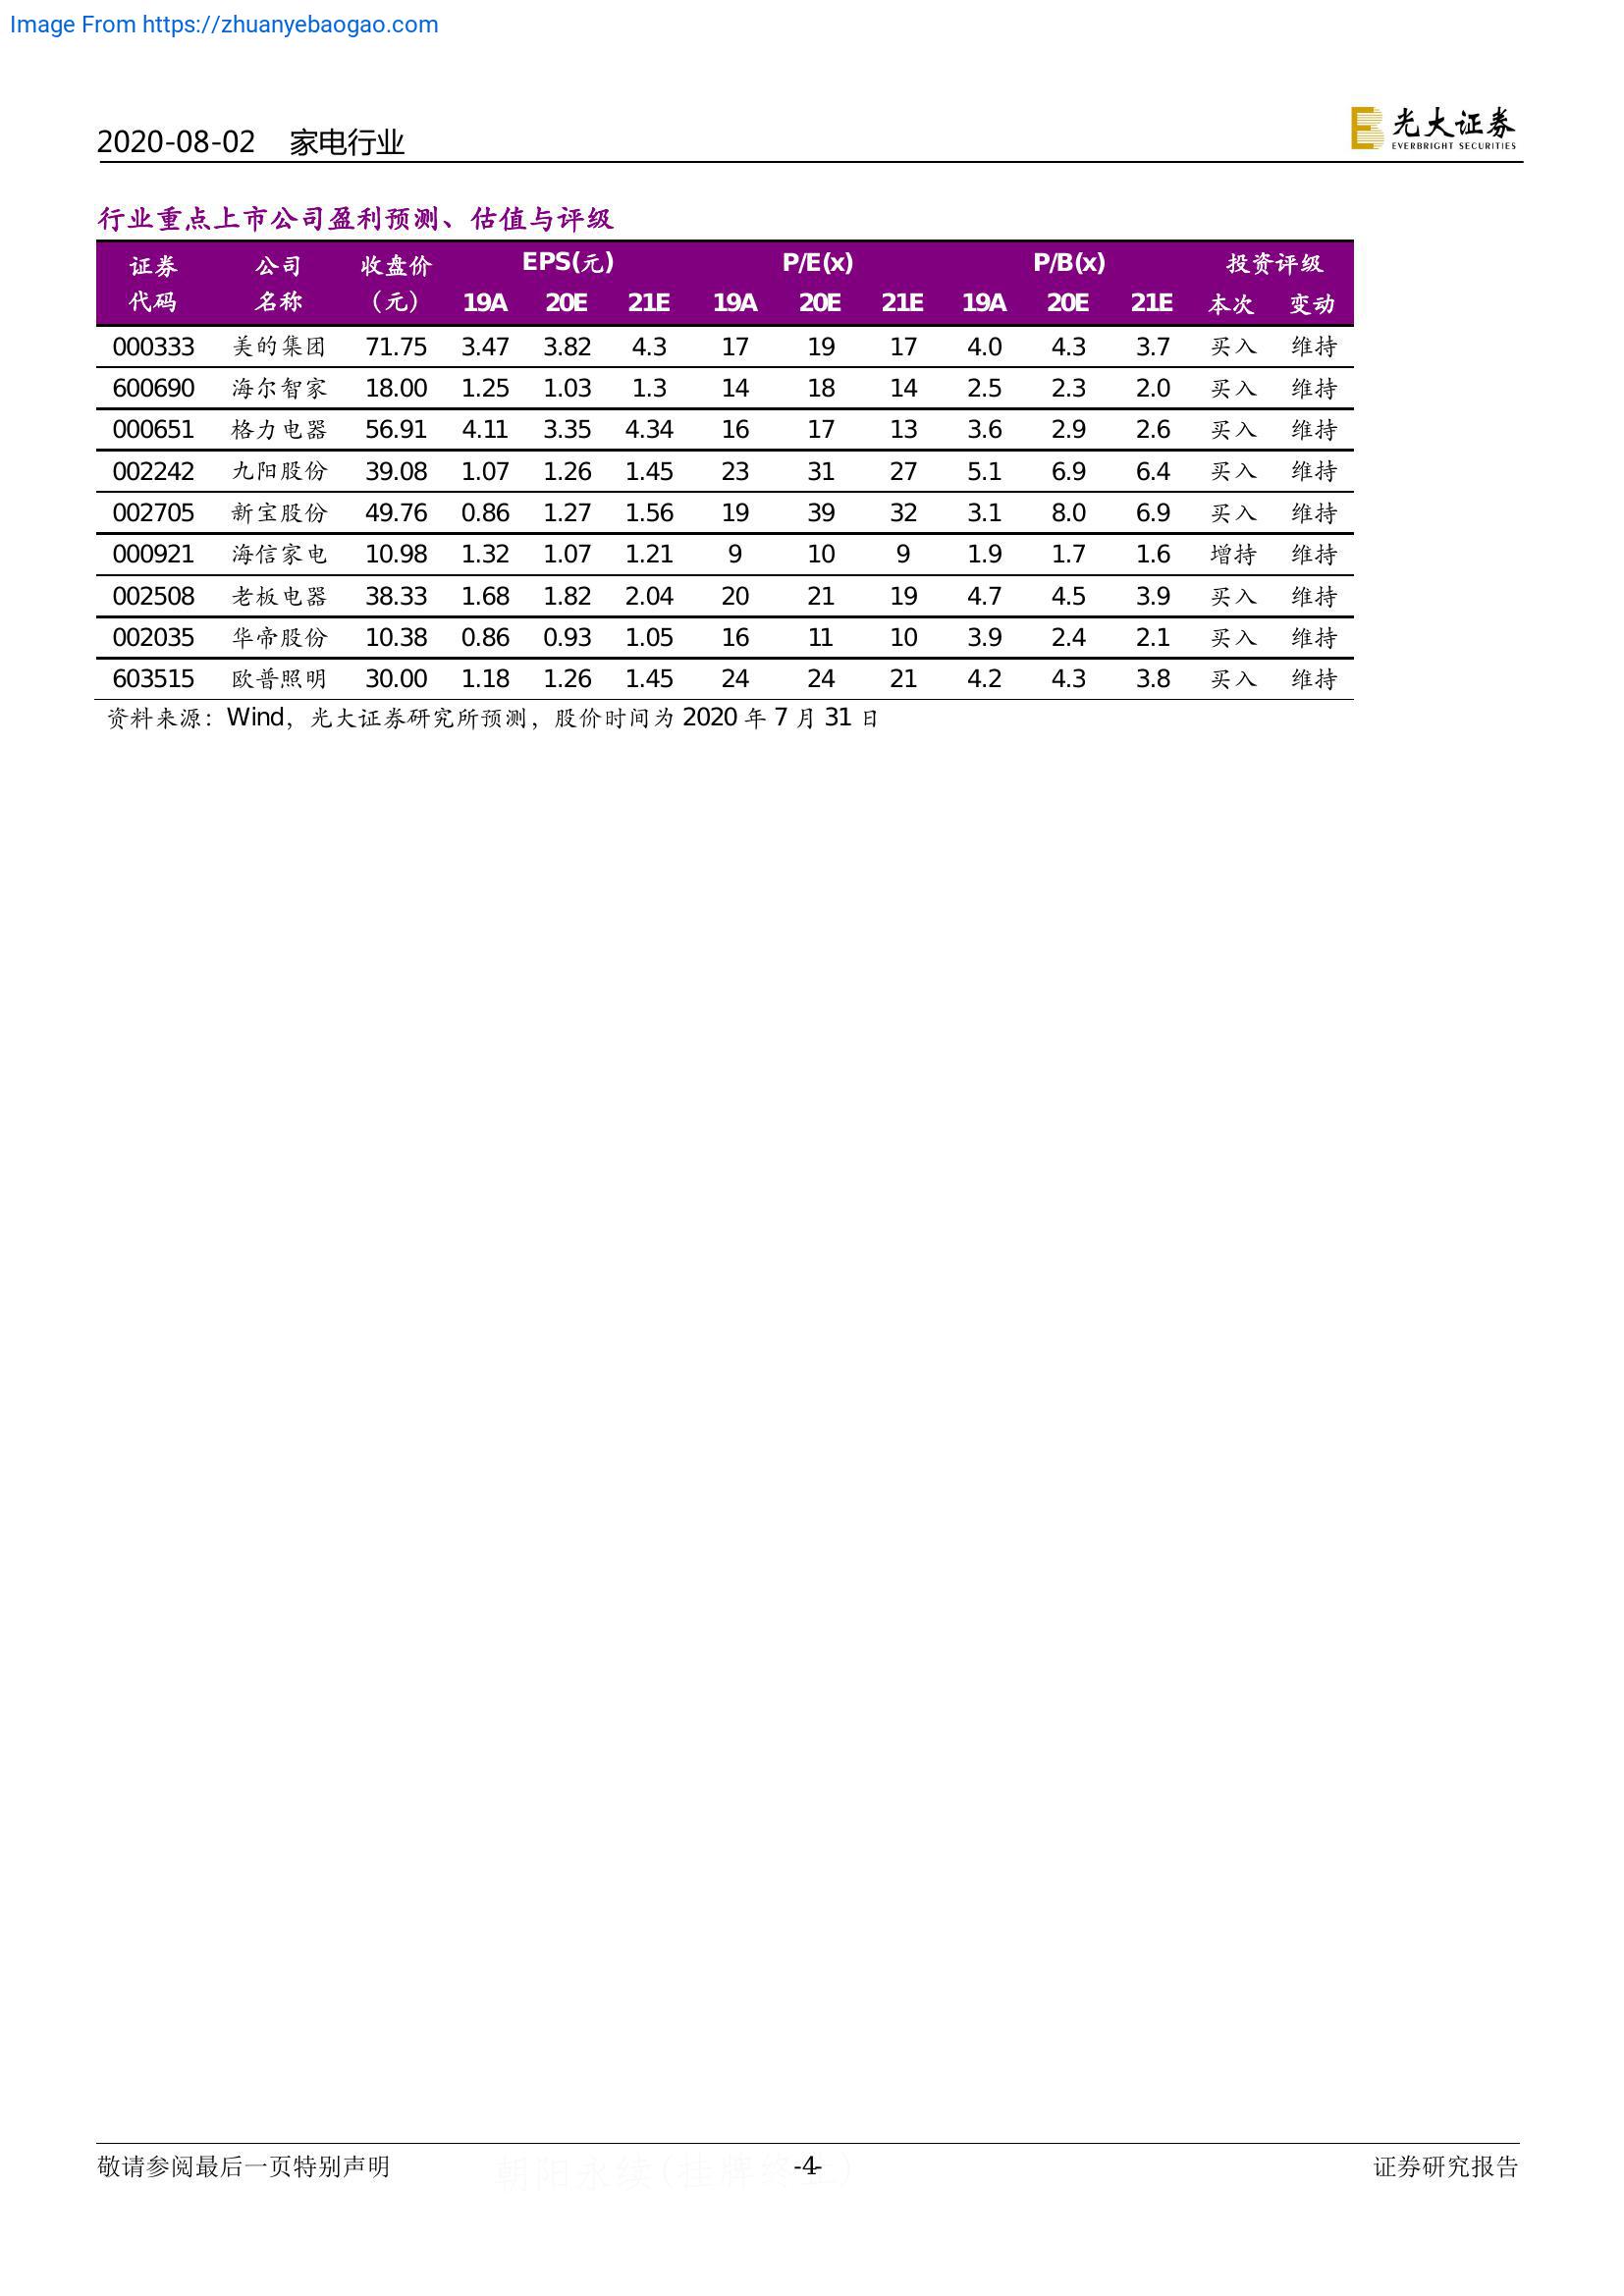 Image From https://zhuanyebaogao.com
2020-08-02 家电行业
光大证券
EVERBRIGHT SECURITIES
行业重点上市公司盈利预测、估值与评级
证券 公司 收盘价 EPS(元) P/E(x) P/B(x) 投资评级
代码 名称 （元） 19A 20E 21E 19A 20E 21E 19A 20E 21E 本次 变动
000333 美的集团 71.75 3.47 3.82 4.3 17 19 17 4.0 4.3 3.7 买入 维持
600690 海尔智家 18.00 1.25 1.03 1.3 14 18 14 2.5 2.3 2.0 买入 维持
000651 格力电器 56.91 4.11 3.35 4.34 16 17 13 3.6 2.9 2.6 买入 维持
002242 九阳股份 39.08 1.07 1.26 1.45 23 31 27 5.1 6.9 6.4 买入 维持
002705 新宝股份 49.76 0.86 1.27 1.56 19 39 32 3.1 8.0 6.9 买入 维持
000921 海信家电 10.98 1.32 1.07 1.21 9 10 9 1.9 1.7 1.6 增持 维持
002508 老板电器 38.33 1.68 1.82 2.04 20 21 19 4.7 4.5 3.9 买入 维持
002035 华帝股份 10.38 0.86 0.93 1.05 16 11 10 3.9 2.4 2.1 买入 维持
603515 欧普照明 30.00 1.18 1.26 1.45 24 24 21 4.2 4.3 3.8 买入 维持
资料来源：Wind，光大证券研究所预测，股价时间为 2020 年 7 月 31 日
敬请参阅最后一页特别声明 -4- 证券研究报告